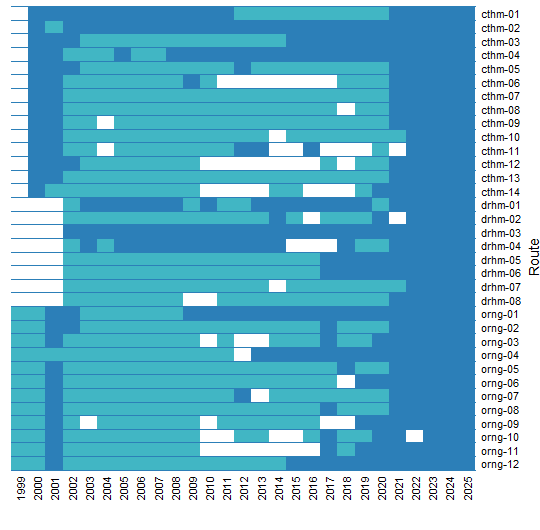 cthm-01
cthm-02
cthm-03
cthm-04
cthm-05
cthm-06
cthm-07
cthm-08
cthm-09
cthm-10
cthm-11
cthm-12
cthm-13
cthm-14
drhm-01
drhm-02
drhm-03
drhm-04
drhm-05
drhm-06
drhm-07
drhm-08
orng-01
orng-02
orng-03
orng-04
orng-05
orng-06
orng-07
orng-08
orng-09
orng-10
orng-11
orng-12
Route
1999 2000 2001 2002 2003 2004 2005 2006 2007 2008 2009 2010 2011 2012 2013 2014 2015 2016 2017 2018 2019 2020 2021 2022 2023 2024 2025